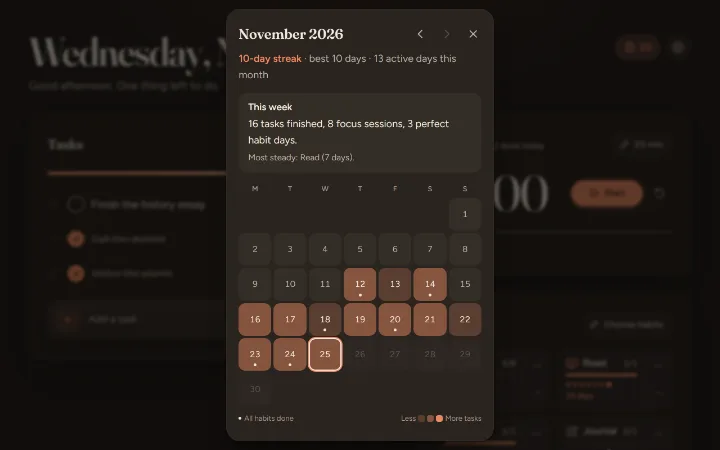 November 2026
10-day streak · best 10 days · 13 active days this
month
This week
16 tasks finished, 8 focus sessions, 3 perfect
habit days.
Most steady: Read (7 days).
M T W T F S S
1
2 3 4 5 6 7 8
9 10 11 12 13 14 15
16 17 18 19 20 21 22
23 24 25 26 27 28 29
30
All habits done
Less More tasks
Wednesday, N
Good afternoon. One thing left to do.
Tasks
Finish the history essay
Add a task
00
Start
Choose habits
Read
Journal